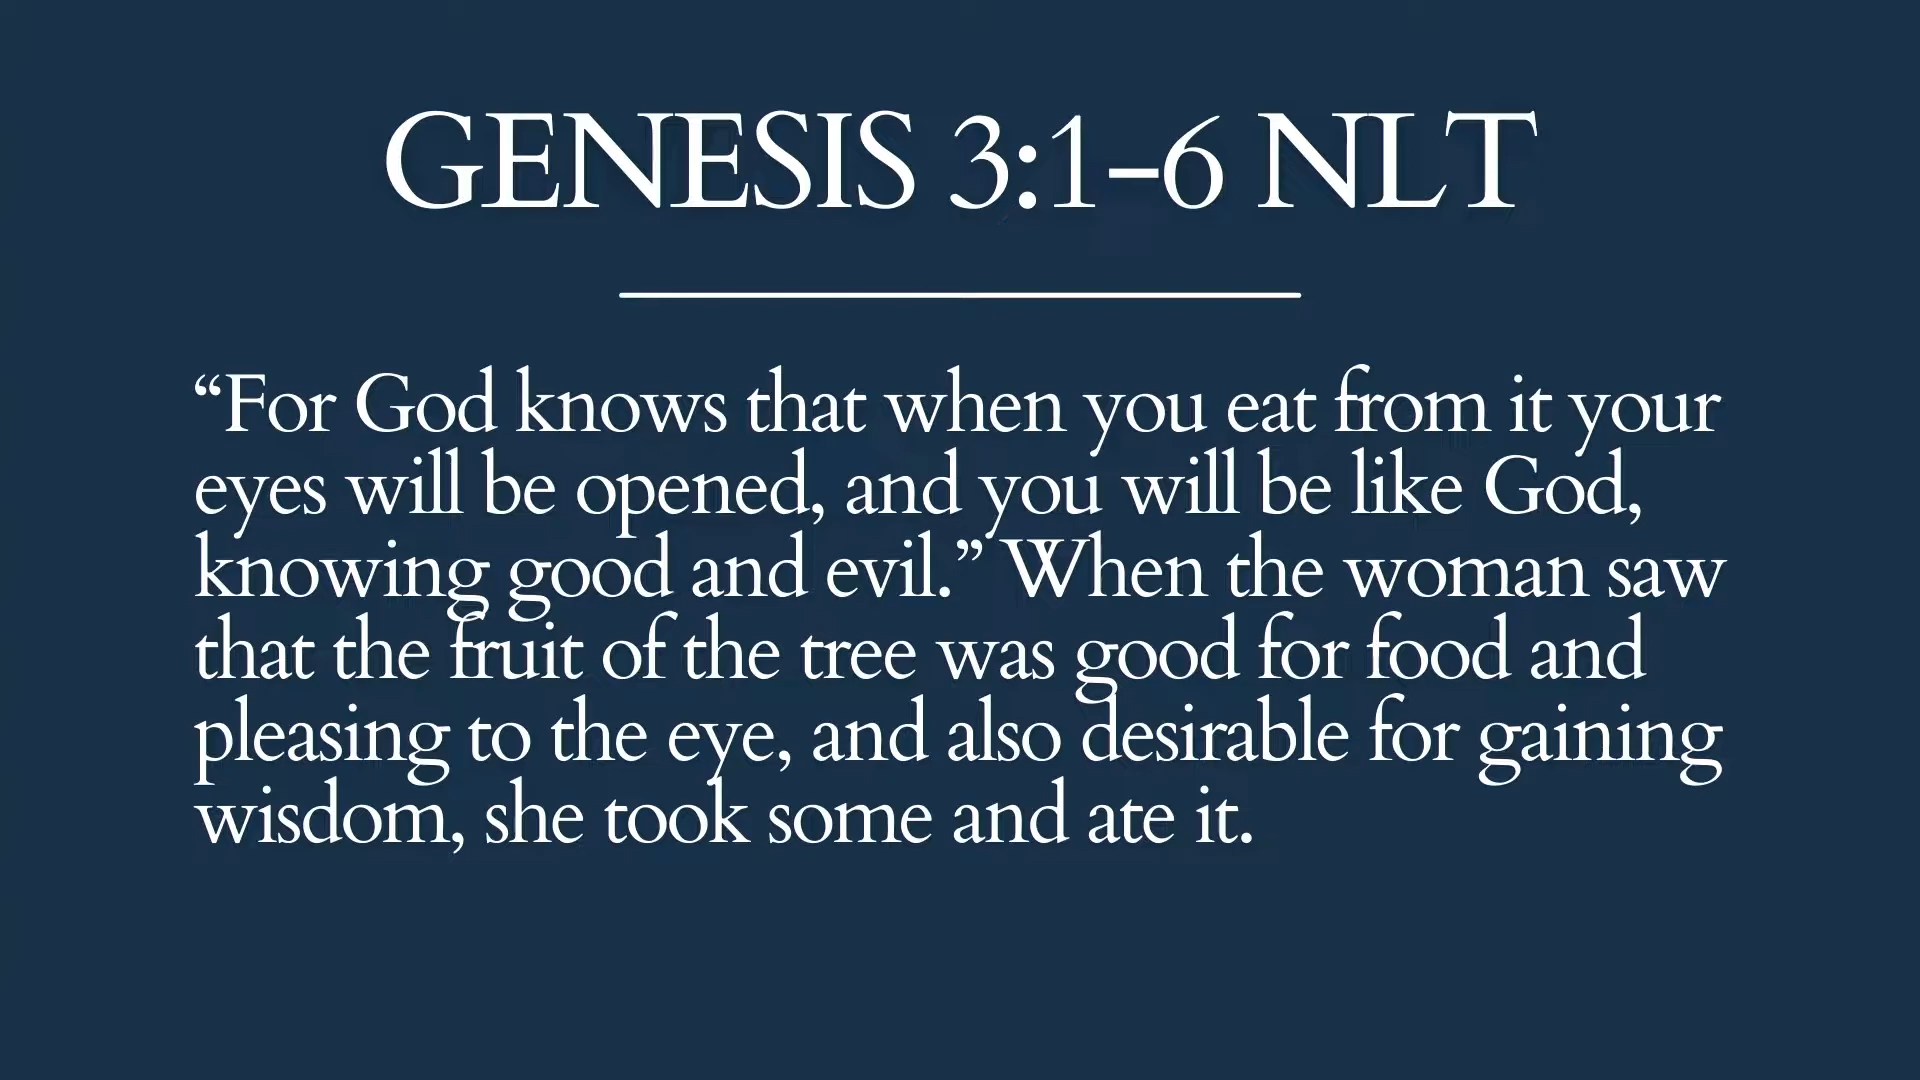 GENESIS 3:1-6 NLT
“For God knows that when you eat from it your
eyes will be opened, and you will be like God,
knowing good and evil.” When the woman saw
that the fruit of the tree was good for food and
pleasing to the eye, and also desirable for gaining
wisdom, she took some and ate it.